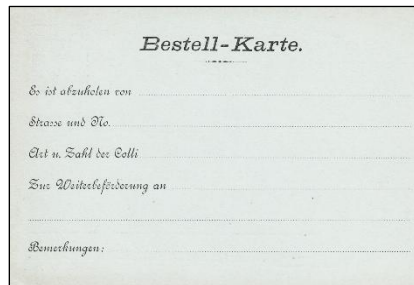 Bestell-Karte.
Es ist abzuholen von
Strasse und No.
Art u. Zahl der Colli
Zur Weiterbeförderung an
Bemerkungen: